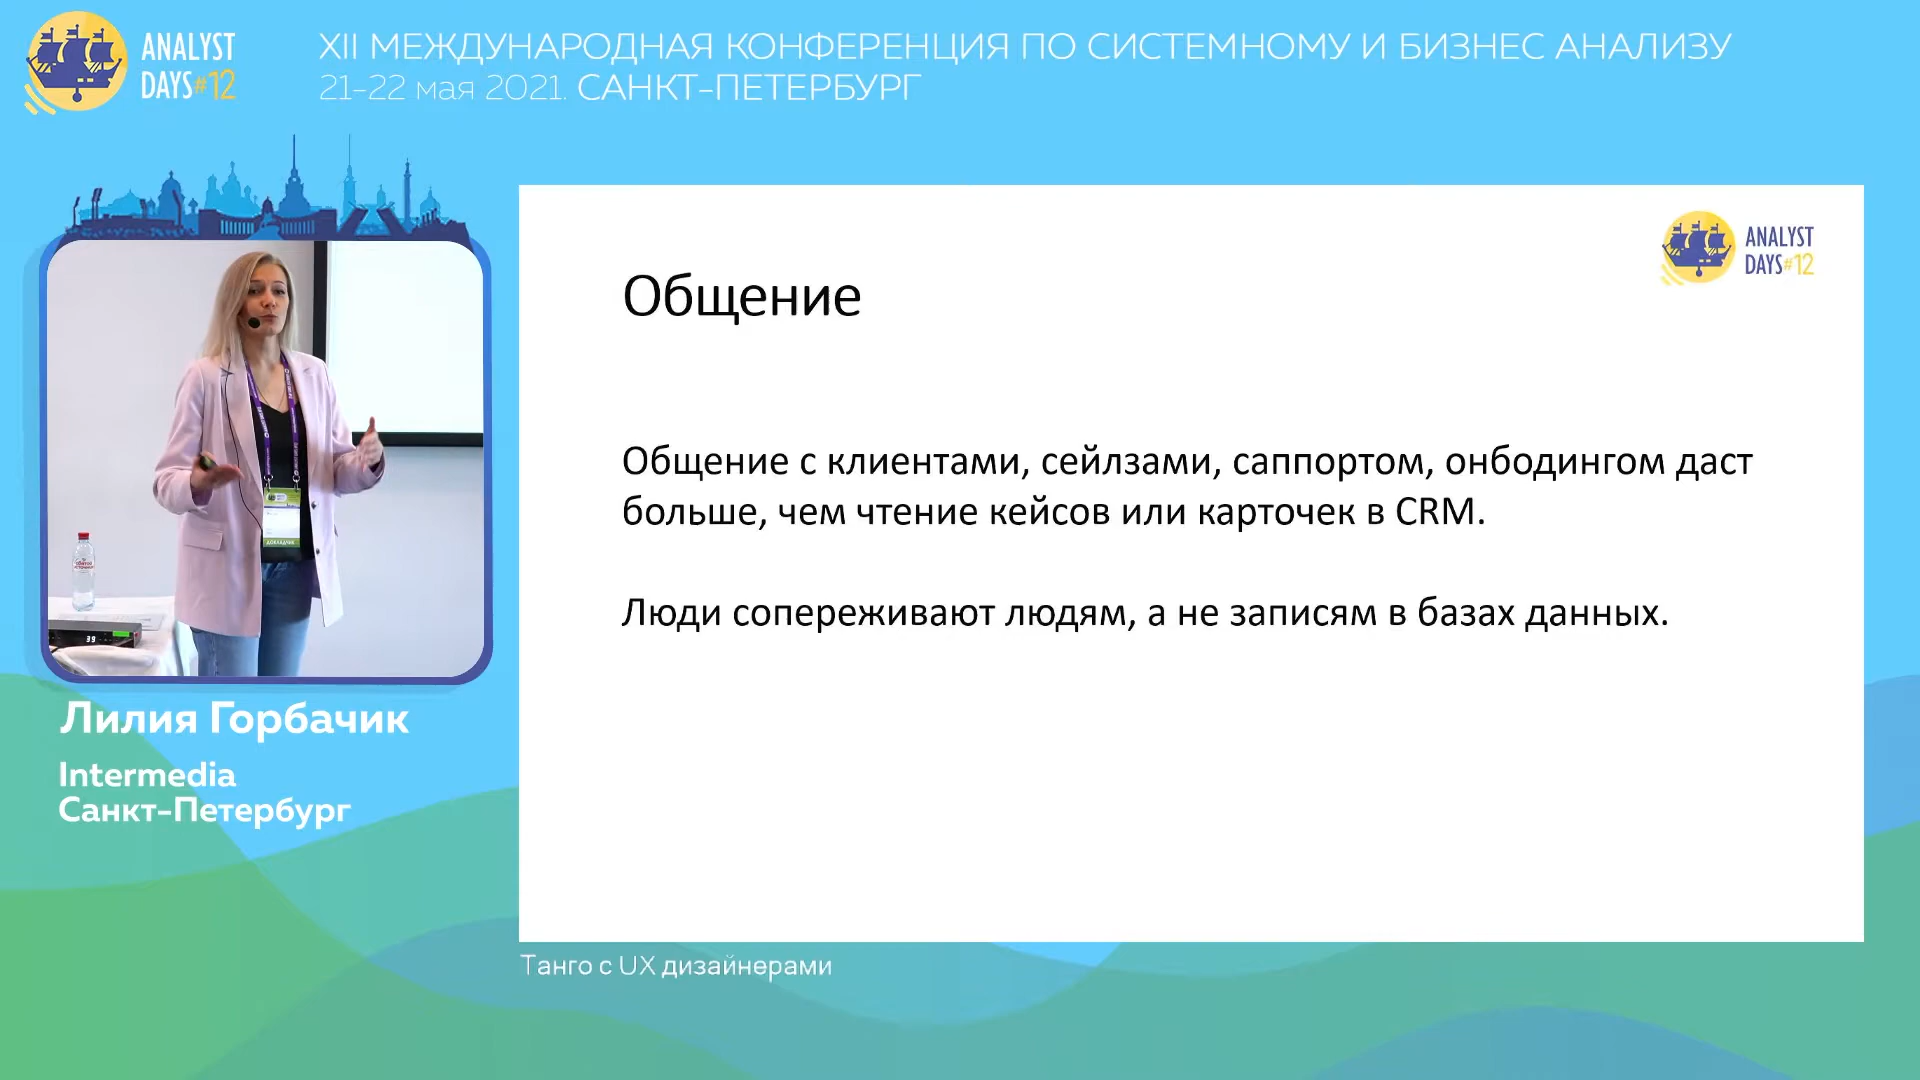 ANALYST
DAYS#12
XII МЕЖДУНАРОДНАЯ КОНФЕРЕНЦИЯ ПО СИСТЕМНОМУ И БИЗНЕС АНАЛИЗУ
21-22 мая 2021. САНКТ-ПЕТЕРБУРГ
ANALYST
DAYS#12
Общение
Общение с клиентами, сейлзами, саппортом, онбодингом даст
больше, чем чтение кейсов или карточек в CRM.
Люди сопереживают людям, а не записям в базах данных.
39
ДОКЛАДЧИК
Лилия Горбачик
Intermedia
Санкт-Петербург
Танго с UX дизайнерами